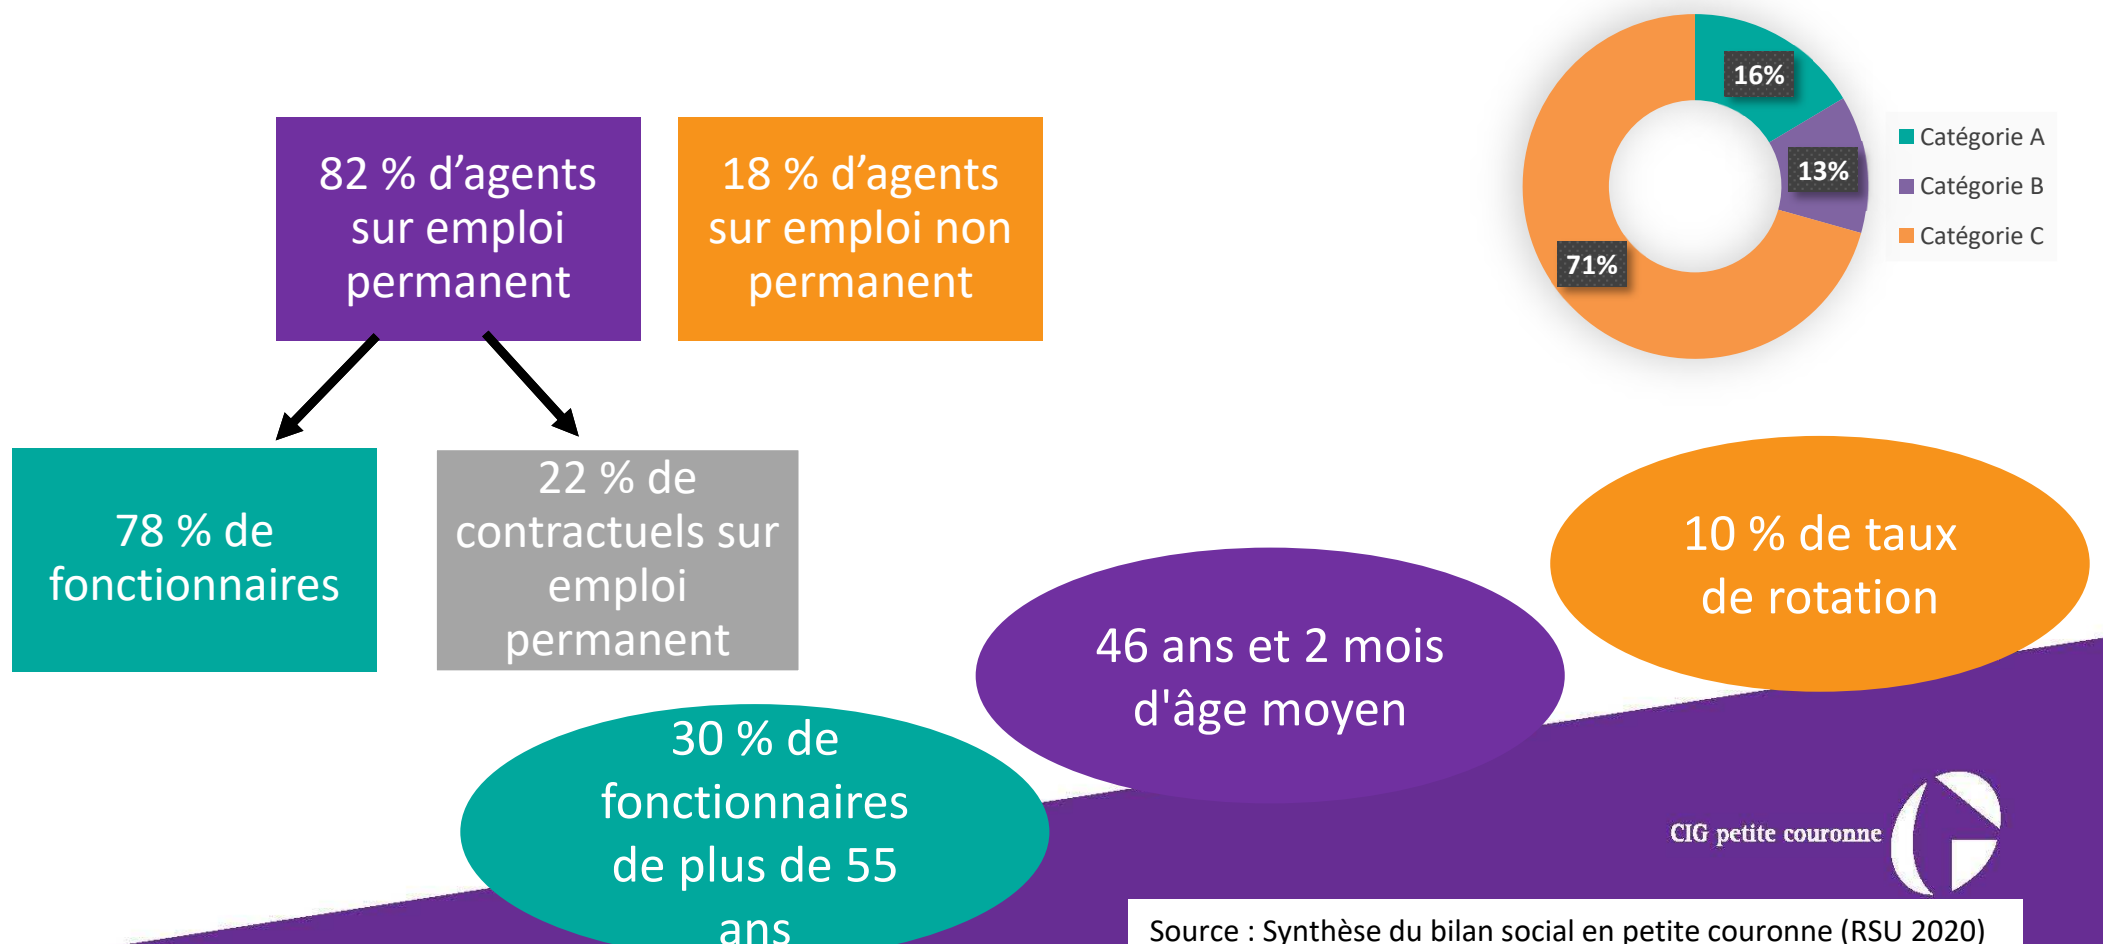 82 % d’agents
sur emploi
permanent
18 % d’agents
sur emploi non
permanent
16%
13%
71%
Catégorie A
Catégorie B
Catégorie C
78 % de
fonctionnaires
22 % de
contractuels sur
emploi
permanent
10 % de taux
de rotation
46 ans et 2 mois
d'âge moyen
30 % de
fonctionnaires
de plus de 55
ans
CIG petite couronne
Source : Synthèse du bilan social en petite couronne (RSU 2020)